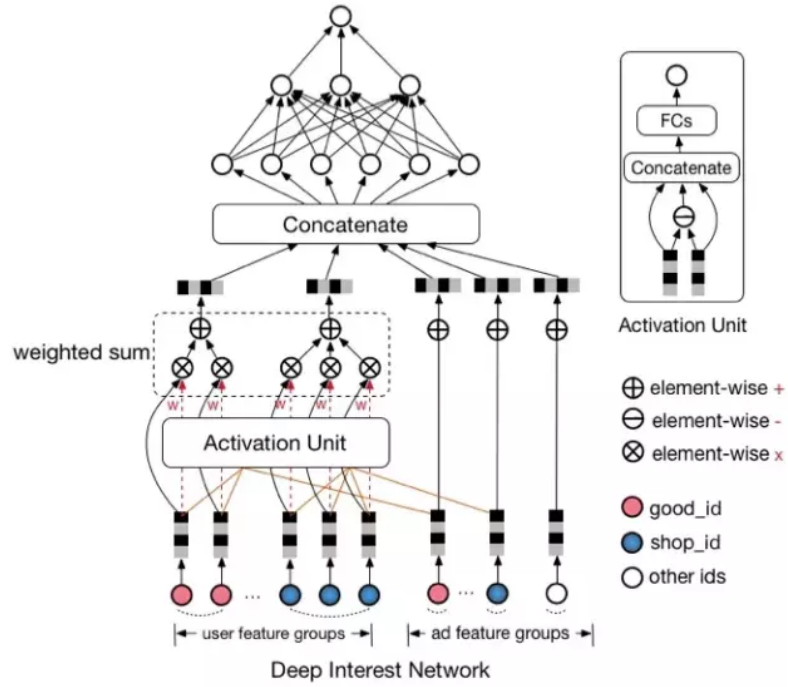 Concatenate
weighted sum
w
w
w
w
w
Activation Unit
...
...
user feature groups
ad feature groups
Deep Interest Network
FCs
Concatenate
Activation Unit
element-wise +
element-wise -
element-wise x
good_id
shop_id
other ids